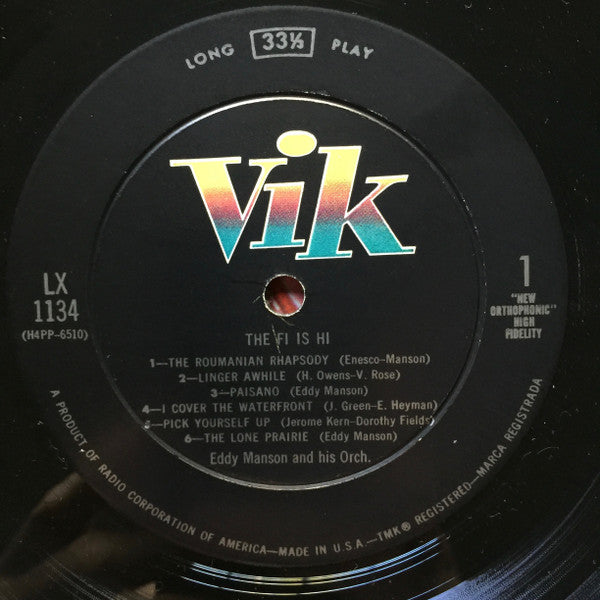 LONG 33⅓ PLAY
Vik
LX
1134
(H4PP-6510)
1
"NEW
ORTHOPHONIC"
HIGH
FIDELITY
THE FI IS HI
1—THE ROUMANIAN RHAPSODY (Enesco-Manson)
2—LINGER AWHILE (H. Owens-V. Rose)
3—PAISANO (Eddy Manson)
4—I COVER THE WATERFRONT (J. Green-E. Heyman)
5—PICK YOURSELF UP (Jerome Kern-Dorothy Fields)
6—THE LONE PRAIRIE (Eddy Manson)
Eddy Manson and his Orch.
A PRODUCT OF RADIO CORPORATION OF AMERICA—MADE IN U.S.A.—TMK® REGISTERED—MARCA REGISTRADA